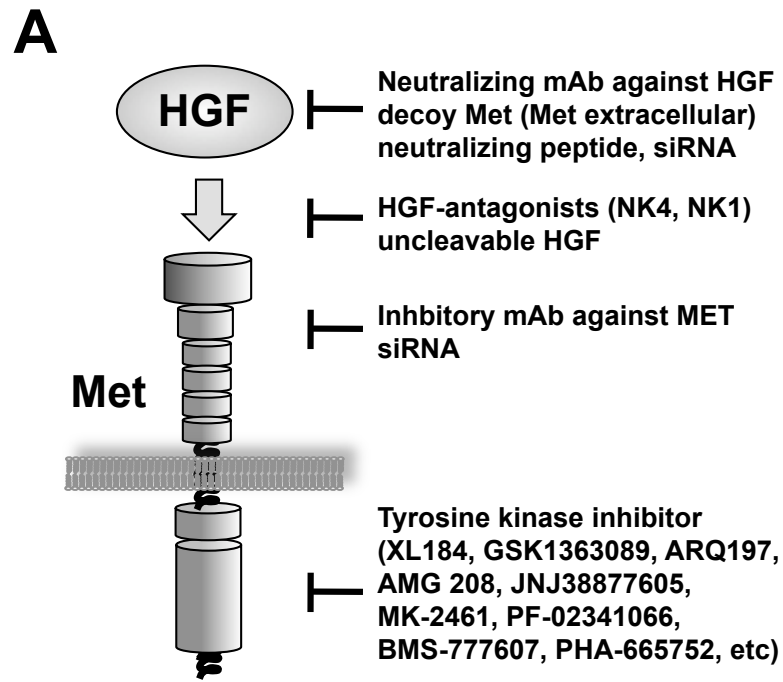 A
HGF
Neutralizing mAb against HGF
decoy Met (Met extracellular)
neutralizing peptide, siRNA
HGF-antagonists (NK4, NK1)
uncleavable HGF
Inhbitory mAb against MET
siRNA
Met
Tyrosine kinase inhibitor
(XL184, GSK1363089, ARQ197,
AMG 208, JNJ38877605,
MK-2461, PF-02341066,
BMS-777607, PHA-665752, etc)